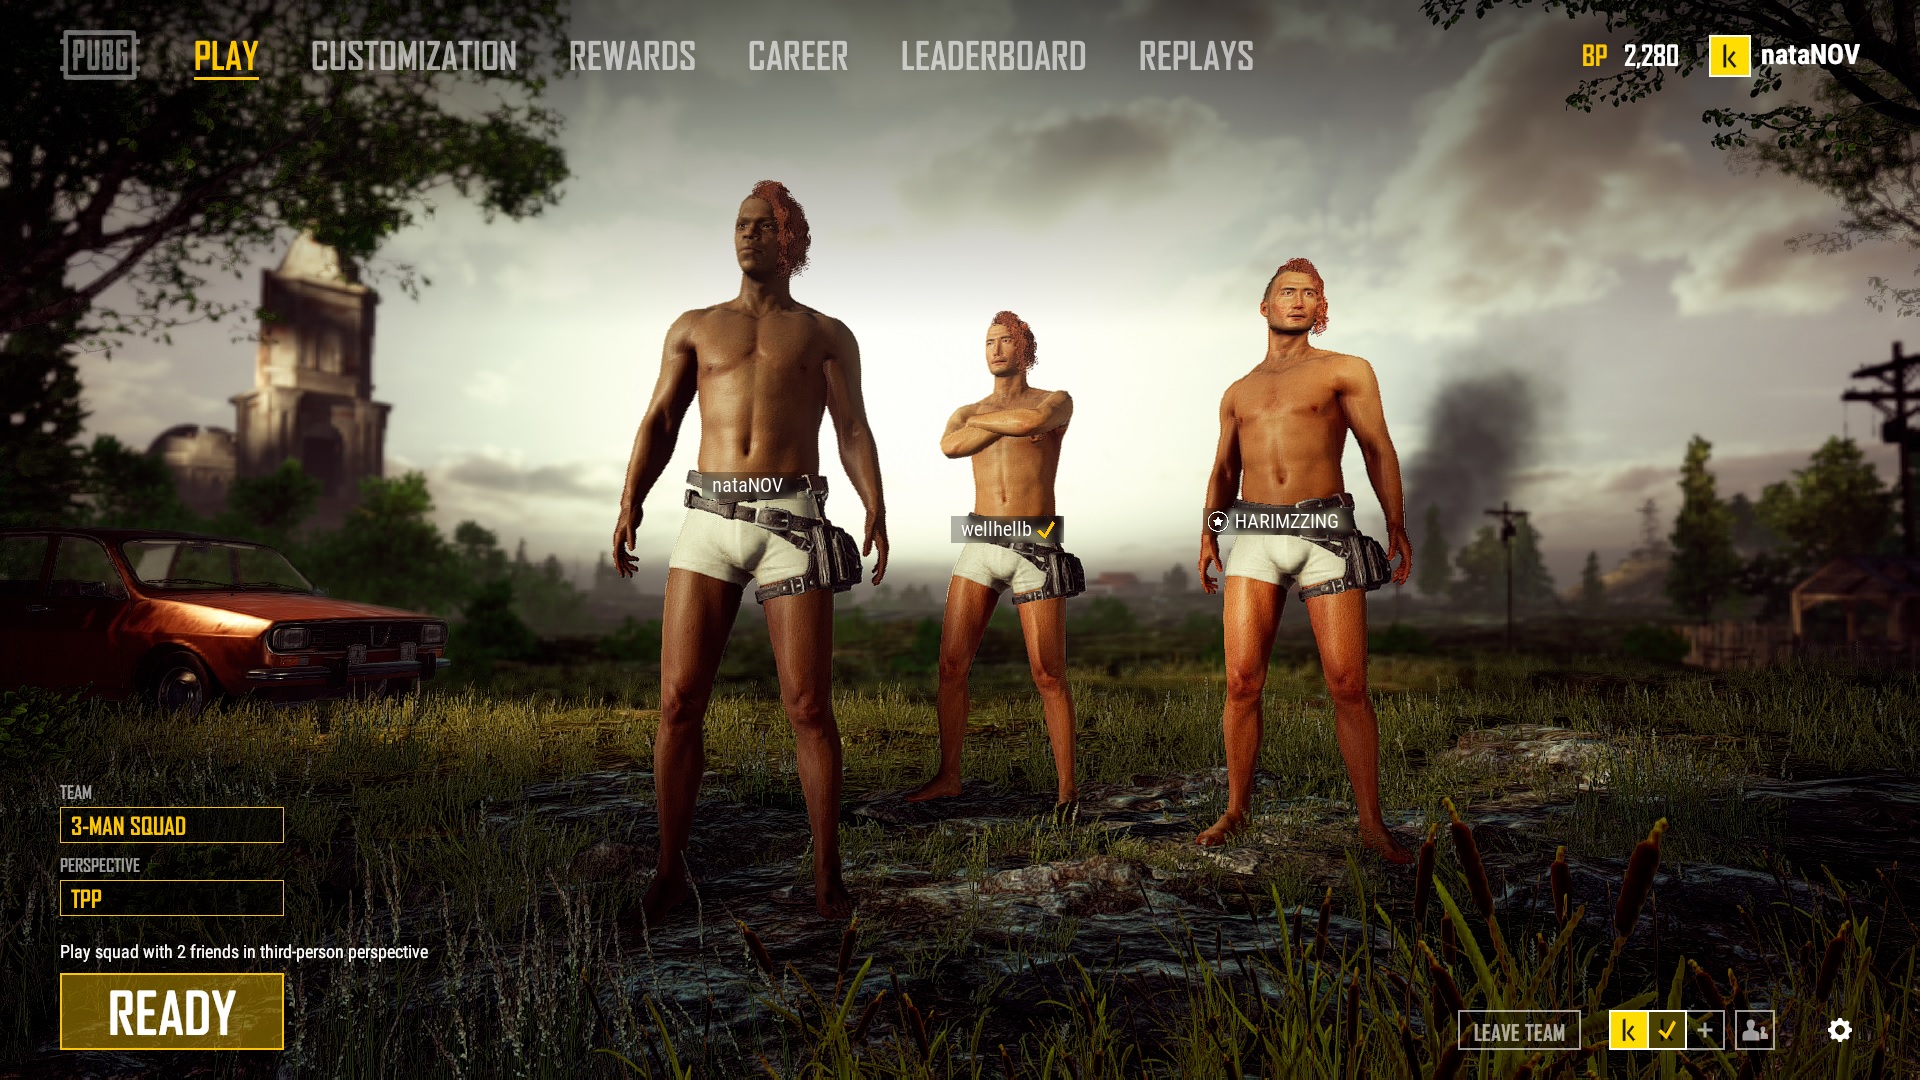 PUBG PLAY CUSTOMIZATION REWARDS CAREER LEADERBOARD REPLAYS BP 2,280 k nataNOV
nataNOV
wellhellb
HARIMZZING
TEAM
3-MAN SQUAD
PERSPECTIVE
TPP
Play squad with 2 friends in third-person perspective
READY
LEAVE TEAM k +